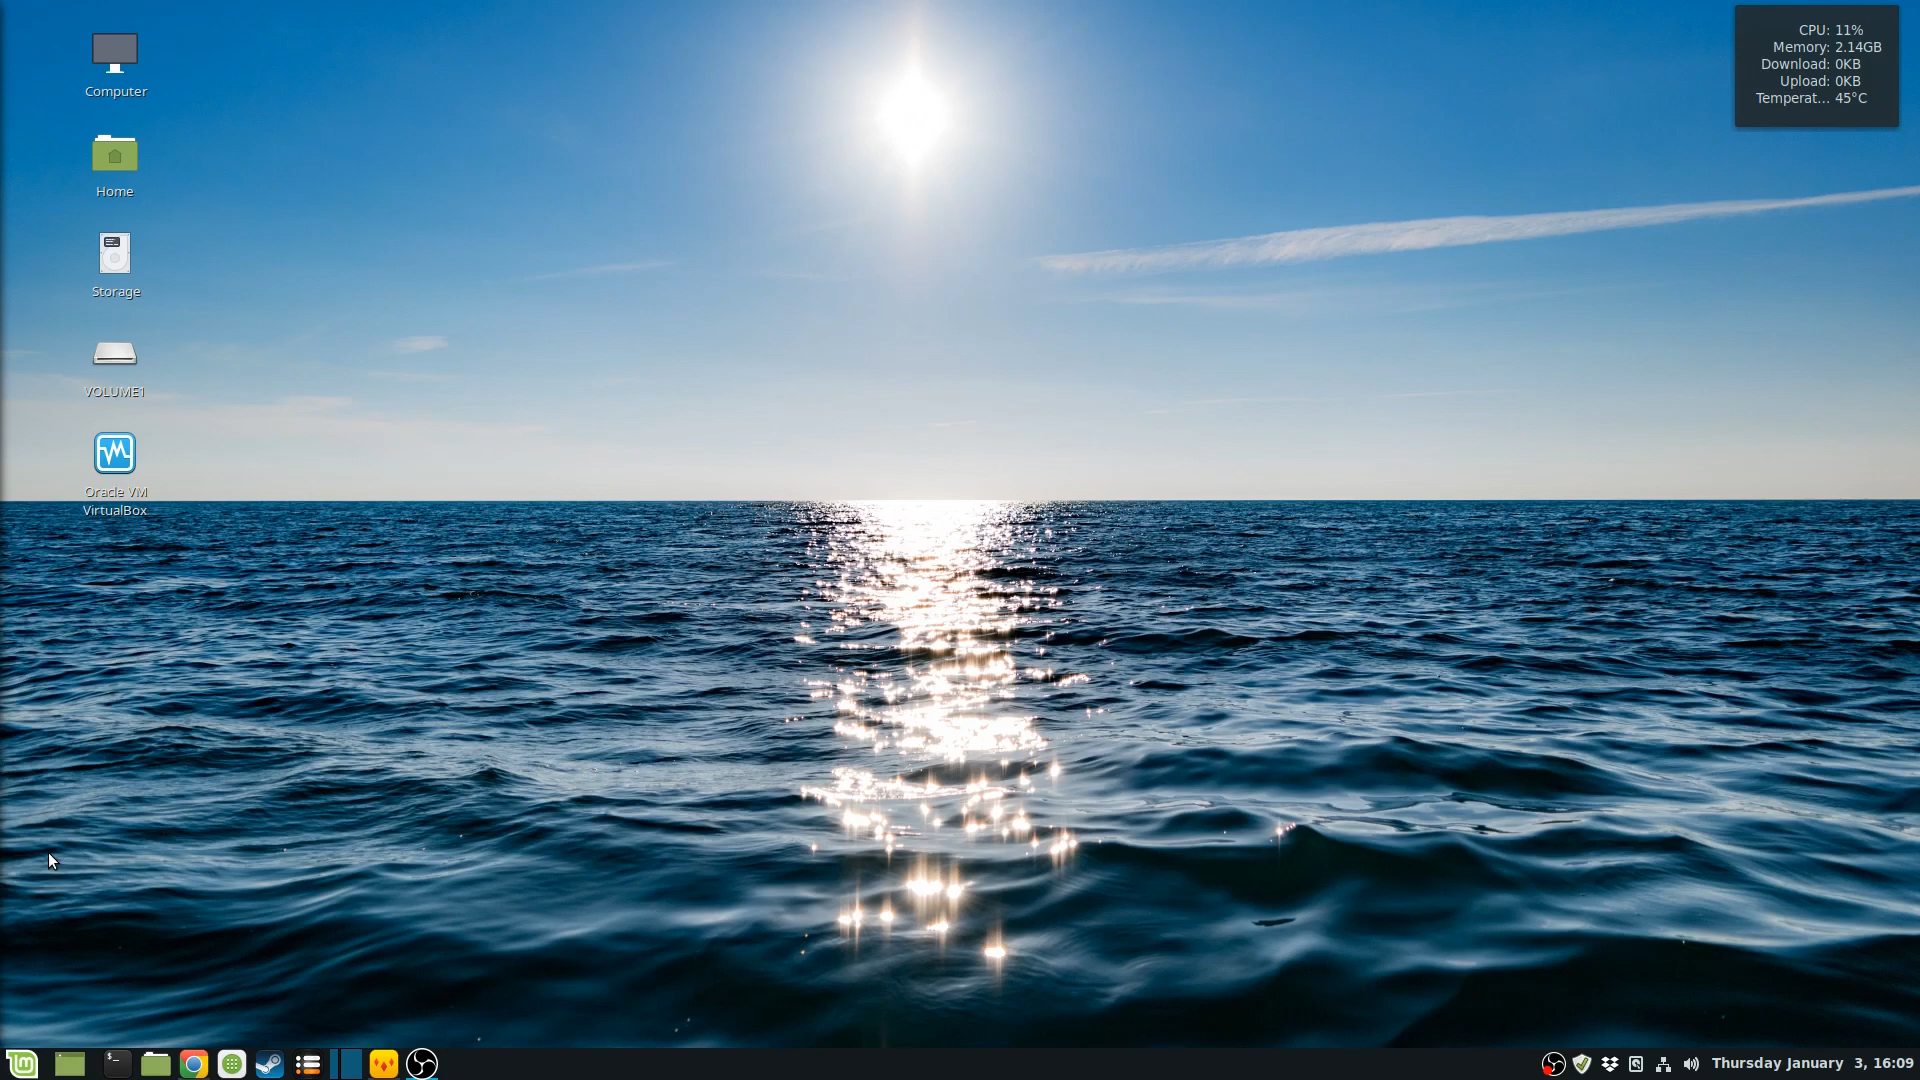 Computer
Home
Storage
VOLUME1
Oracle VM
VirtualBox
CPU: 11%
Memory: 2.14GB
Download: 0KB
Upload: 0KB
Temperat... 45°C
$_
Thursday January  3, 16:09